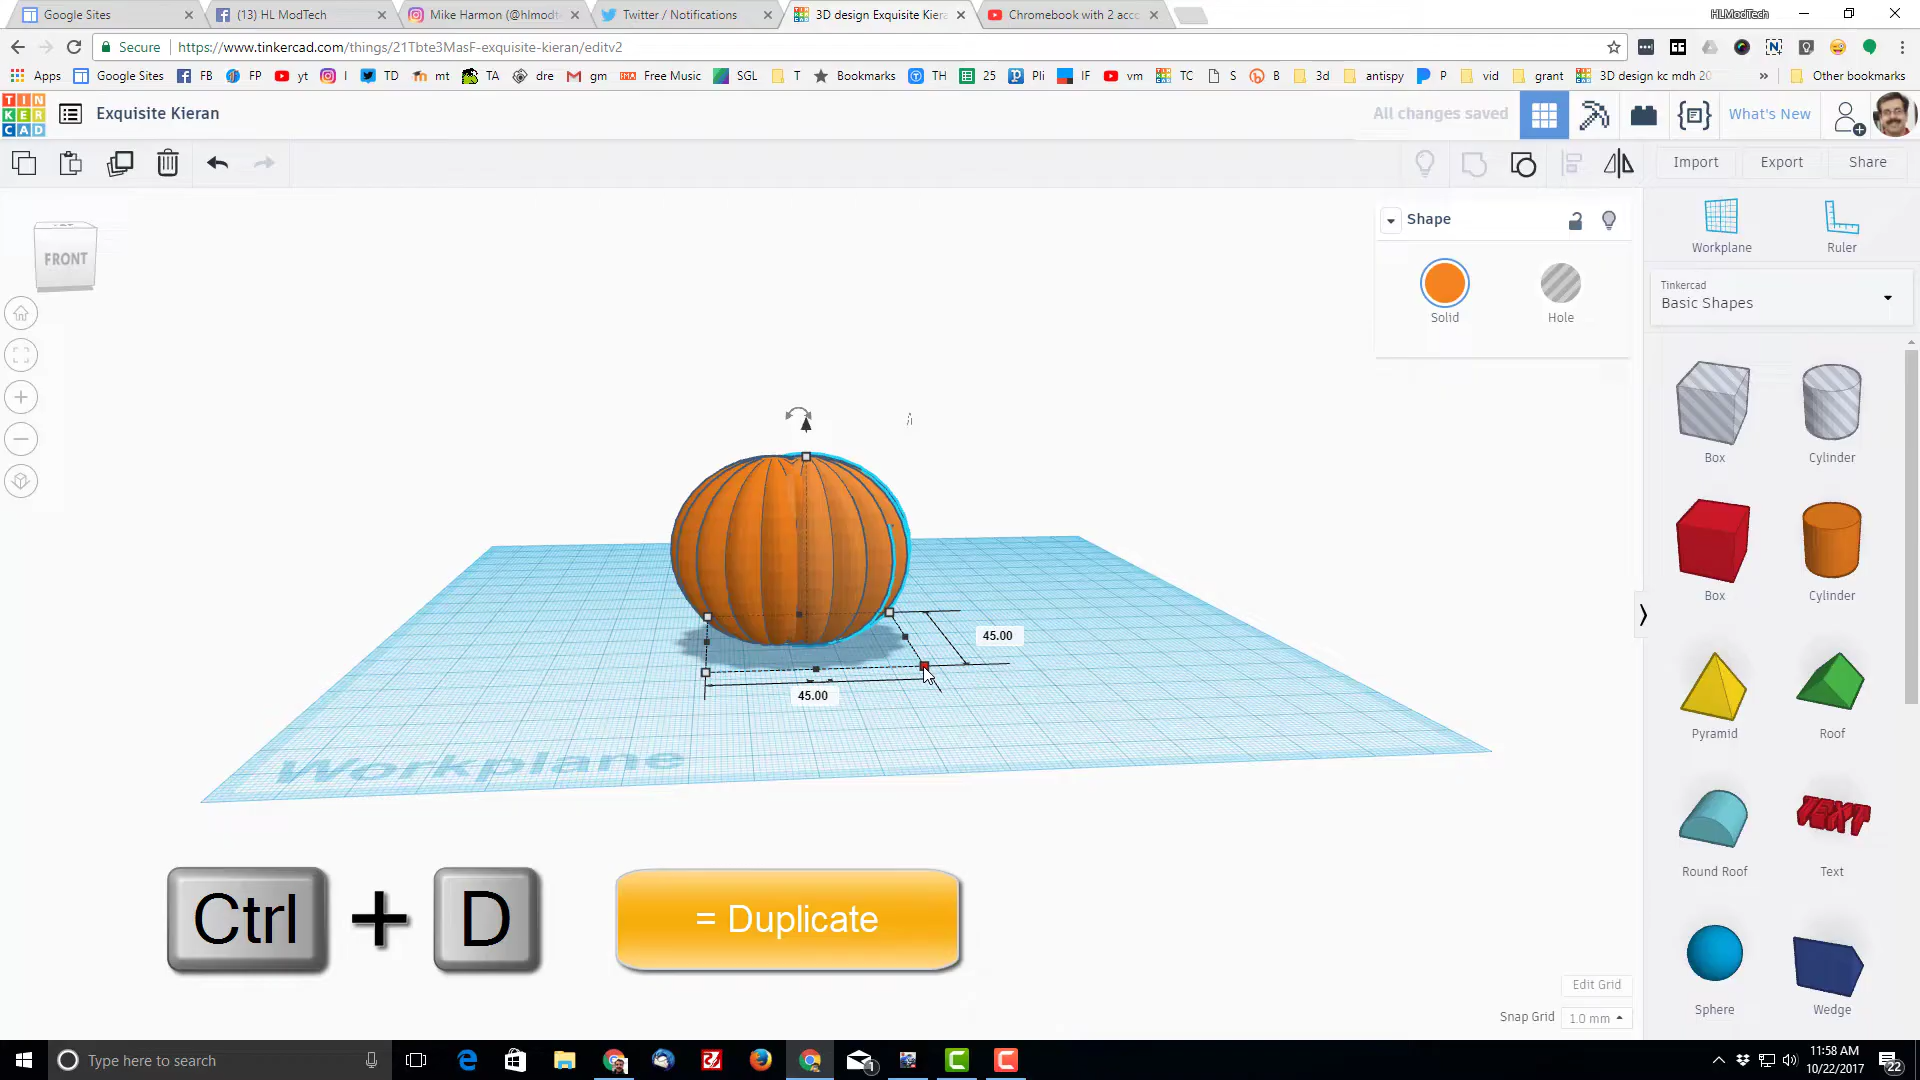 Google Sites
(13) HL ModTech
Mike Harmon (@hlmodt
Twitter / Notifications
3D design Exquisite Kiera
Chromebook with 2 acco
HLModTech
Secure
https://www.tinkercad.com/things/21Tbte3MasF-exquisite-kieran/editv2
Apps Google Sites FB FP yt I TD mt TA dre gm Free Music SGL T Bookmarks TH 25 Pli IF vm TC S B 3d antispy P vid grant 3D design kc mdh 20 » Other bookmarks
TIN
KER
CAD
Exquisite Kieran
All changes saved
What's New
Import Export Share
FRONT
Shape
Solid Hole
Workplane Ruler
Tinkercad
Basic Shapes
Box Cylinder
Box Cylinder
Pyramid Roof
TEXT
Round Roof Text
Sphere Wedge
45.00
45.00
Workplane
Ctrl + D = Duplicate
Edit Grid
Snap Grid 1.0 mm
Type here to search
1
11:58 AM
10/22/2017
22